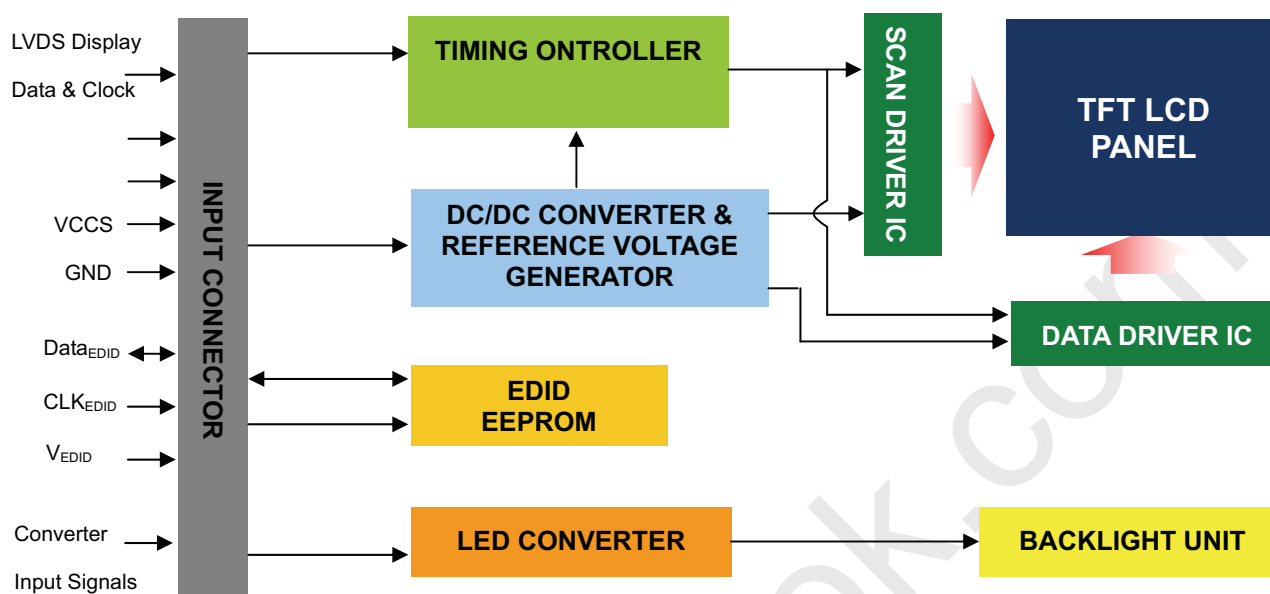 LVDS Display
Data & Clock
VCCS
GND
DataEDID
CLKEDID
VEDID
Converter
Input Signals
INPUT CONNECTOR
TIMING ONTROLLER
DC/DC CONVERTER &
REFERENCE VOLTAGE
GENERATOR
EDID
EEPROM
LED CONVERTER
SCAN DRIVER IC
TFT LCD
PANEL
DATA DRIVER IC
BACKLIGHT UNIT